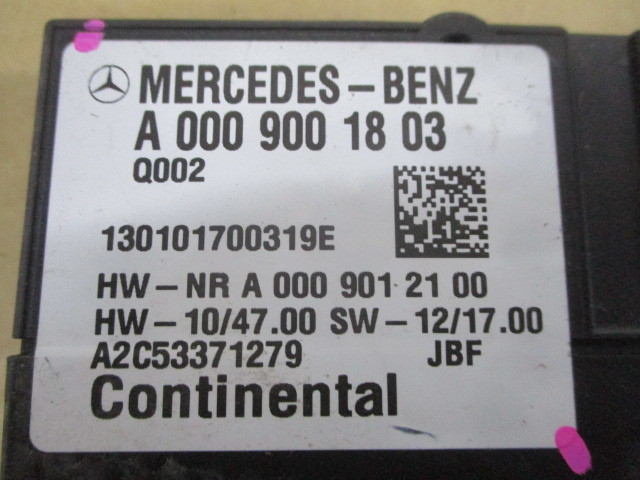 MERCEDES-BENZ
A 000 900 18 03
Q002
130101700319E
HW-NR A 000 901 21 00
HW-10/47.00 SW-12/17.00
A2C53371279 JBF
Continental